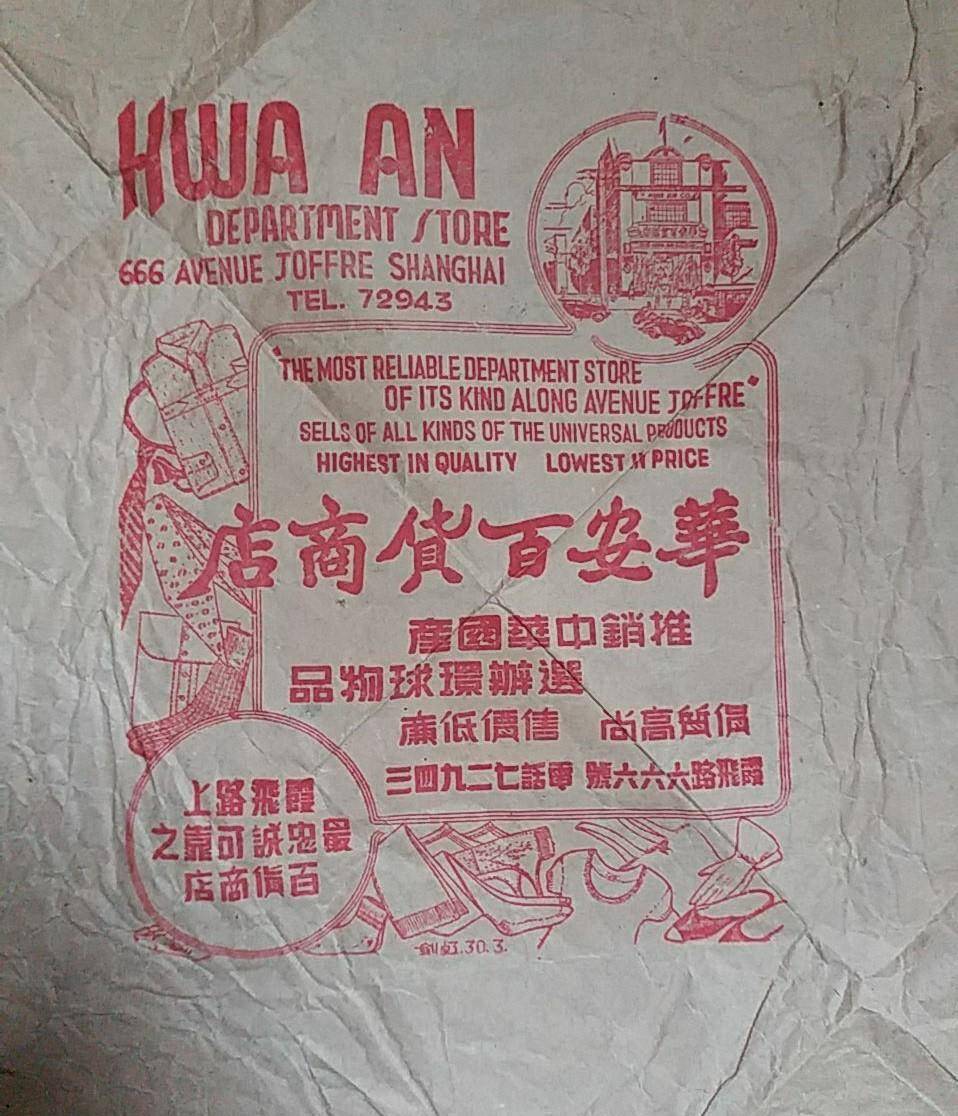 HWA AN
DEPARTMENT STORE
666 AVENUE JOFFRE SHANGHAI
TEL. 72943
"THE MOST RELIABLE DEPARTMENT STORE
OF ITS KIND ALONG AVENUE JOFFRE"
SELLS OF ALL KINDS OF THE UNIVERSAL PRODUCTS
HIGHEST IN QUALITY LOWEST IN PRICE
華安百貨商店
推銷中華國產
選辦環球物品
貨質高尚 售價低廉
霞飛路六六六號 電話七二九四三
霞飛路上
最忠誠可靠之
百貨商店
30.3.